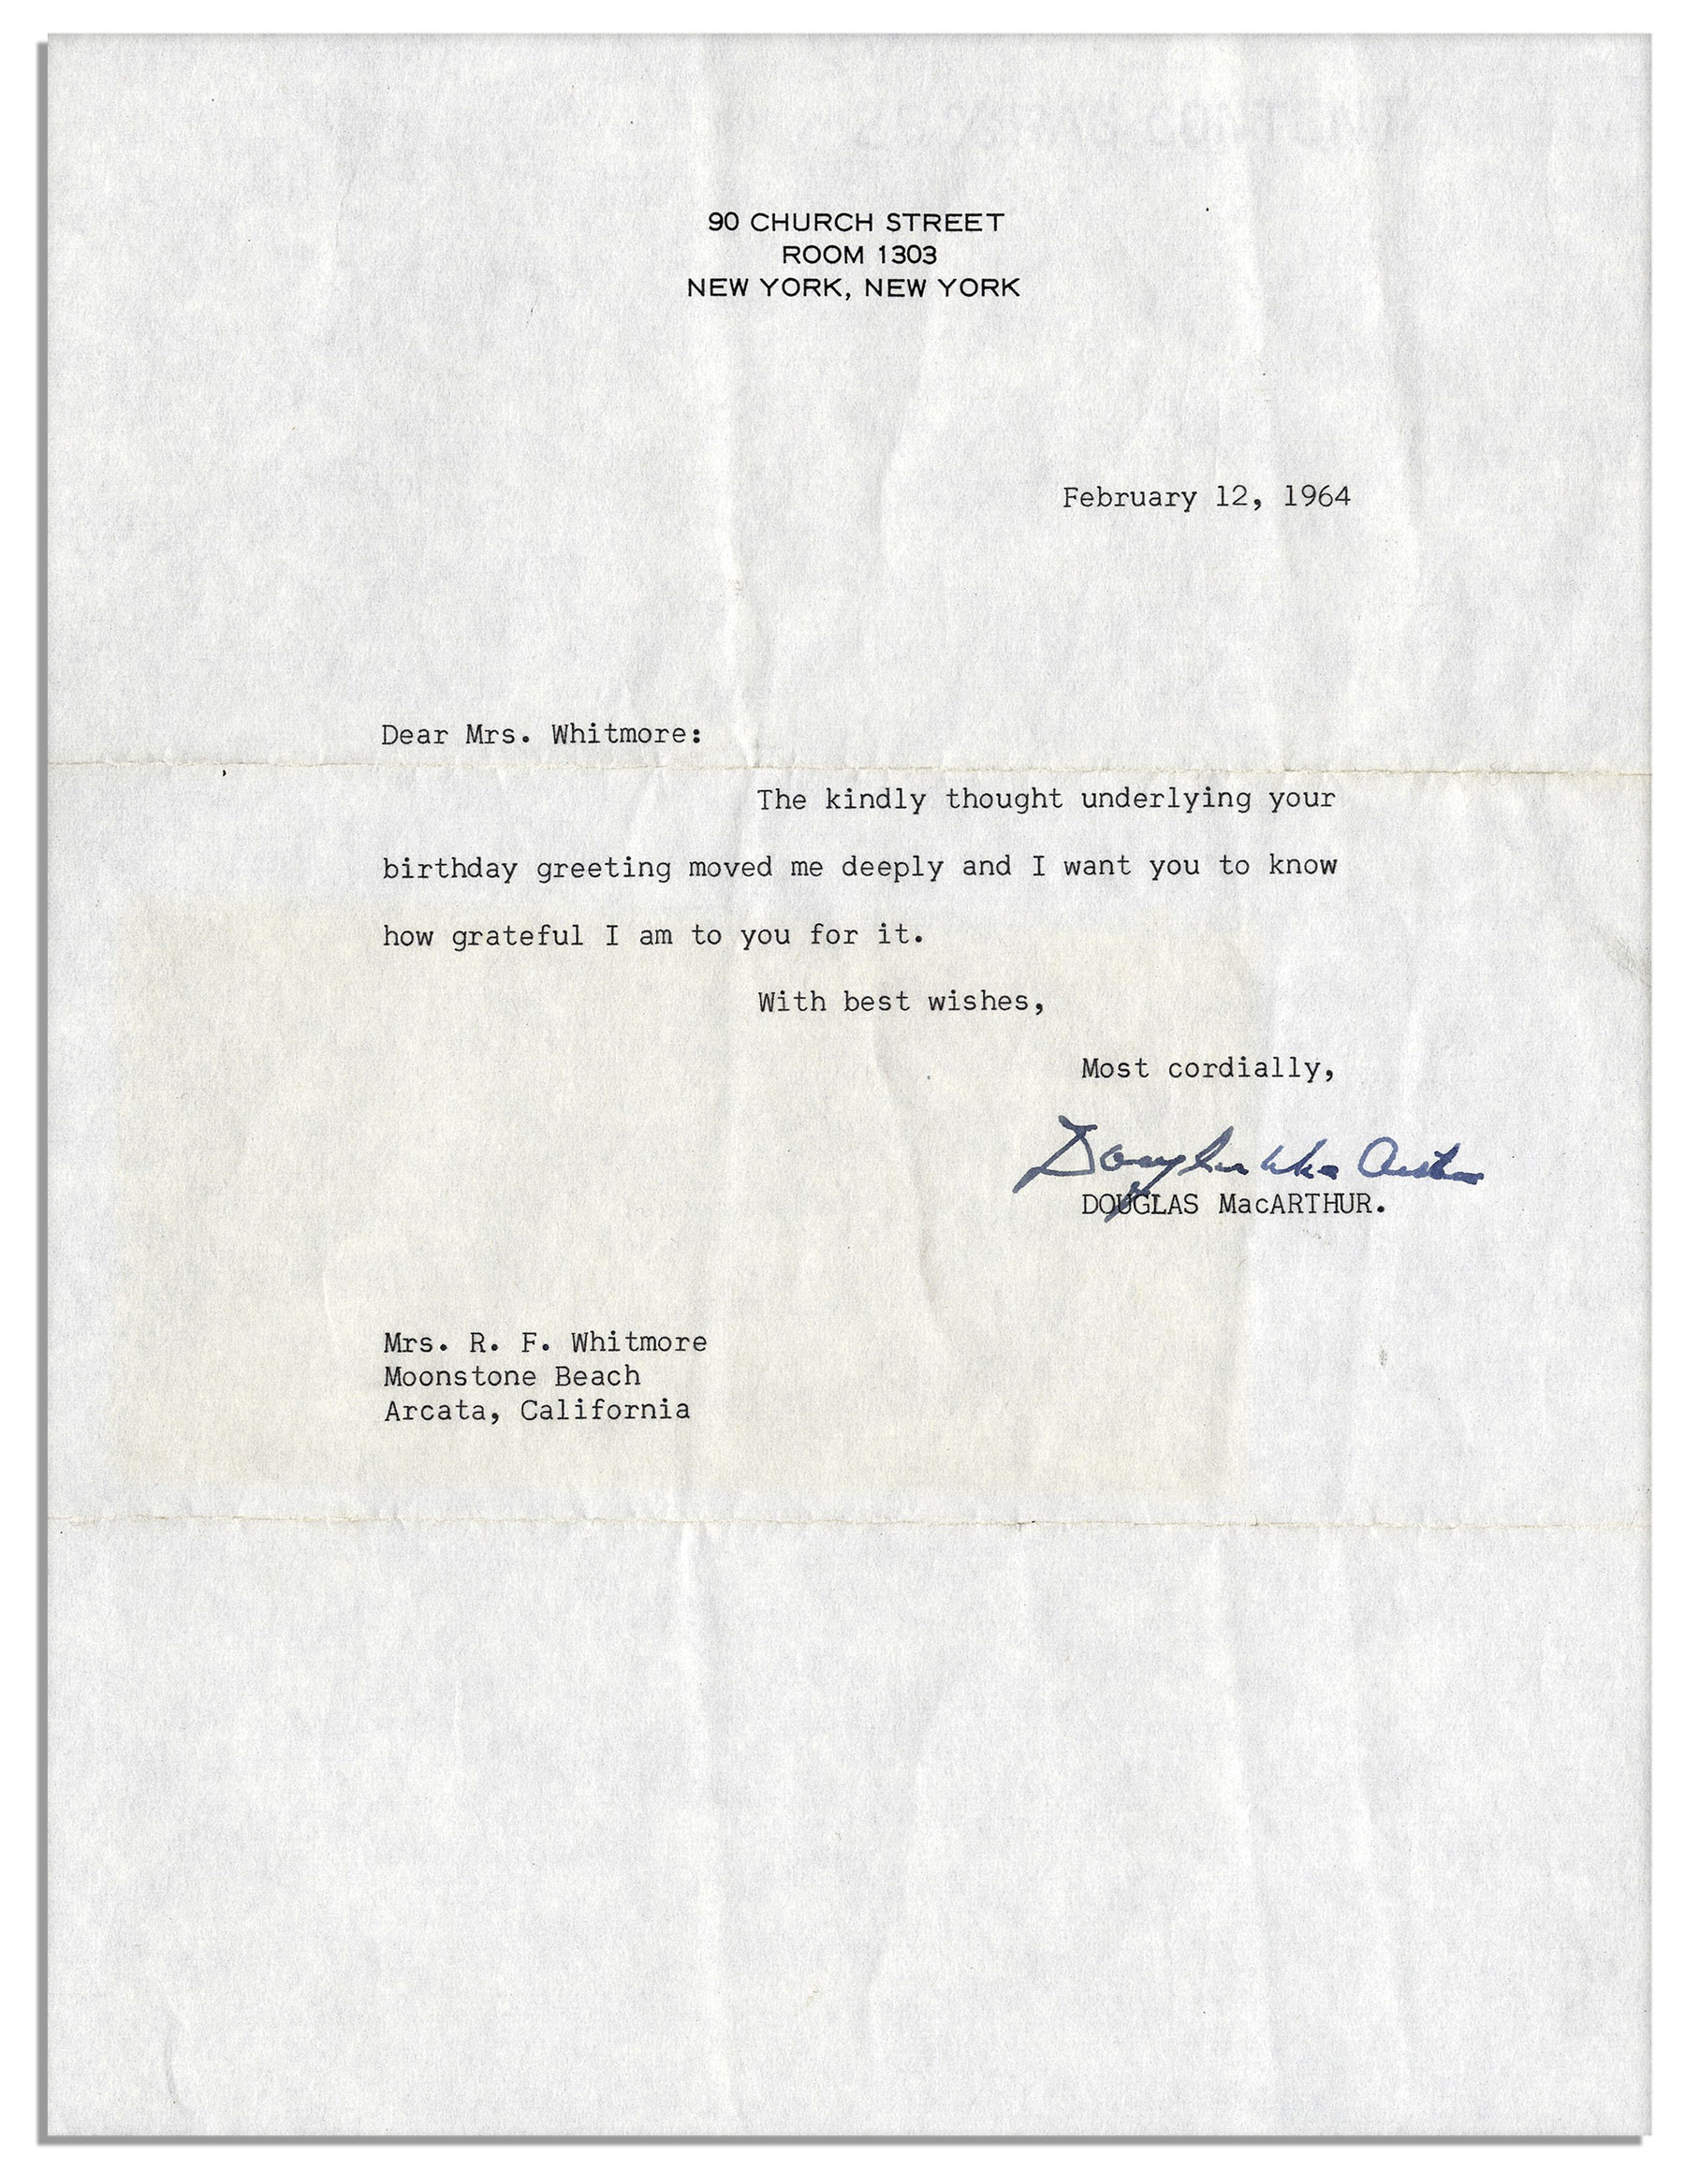 90 CHURCH STREET
ROOM 1303
NEW YORK, NEW YORK
February 12, 1964
Dear Mrs. Whitmore:
The kindly thought underlying your
birthday greeting moved me deeply and I want you to know
how grateful I am to you for it.
With best wishes,
Most cordially,
Douglas MacArthur
DOUGLAS MacARTHUR.
Mrs. R. F. Whitmore
Moonstone Beach
Arcata, California